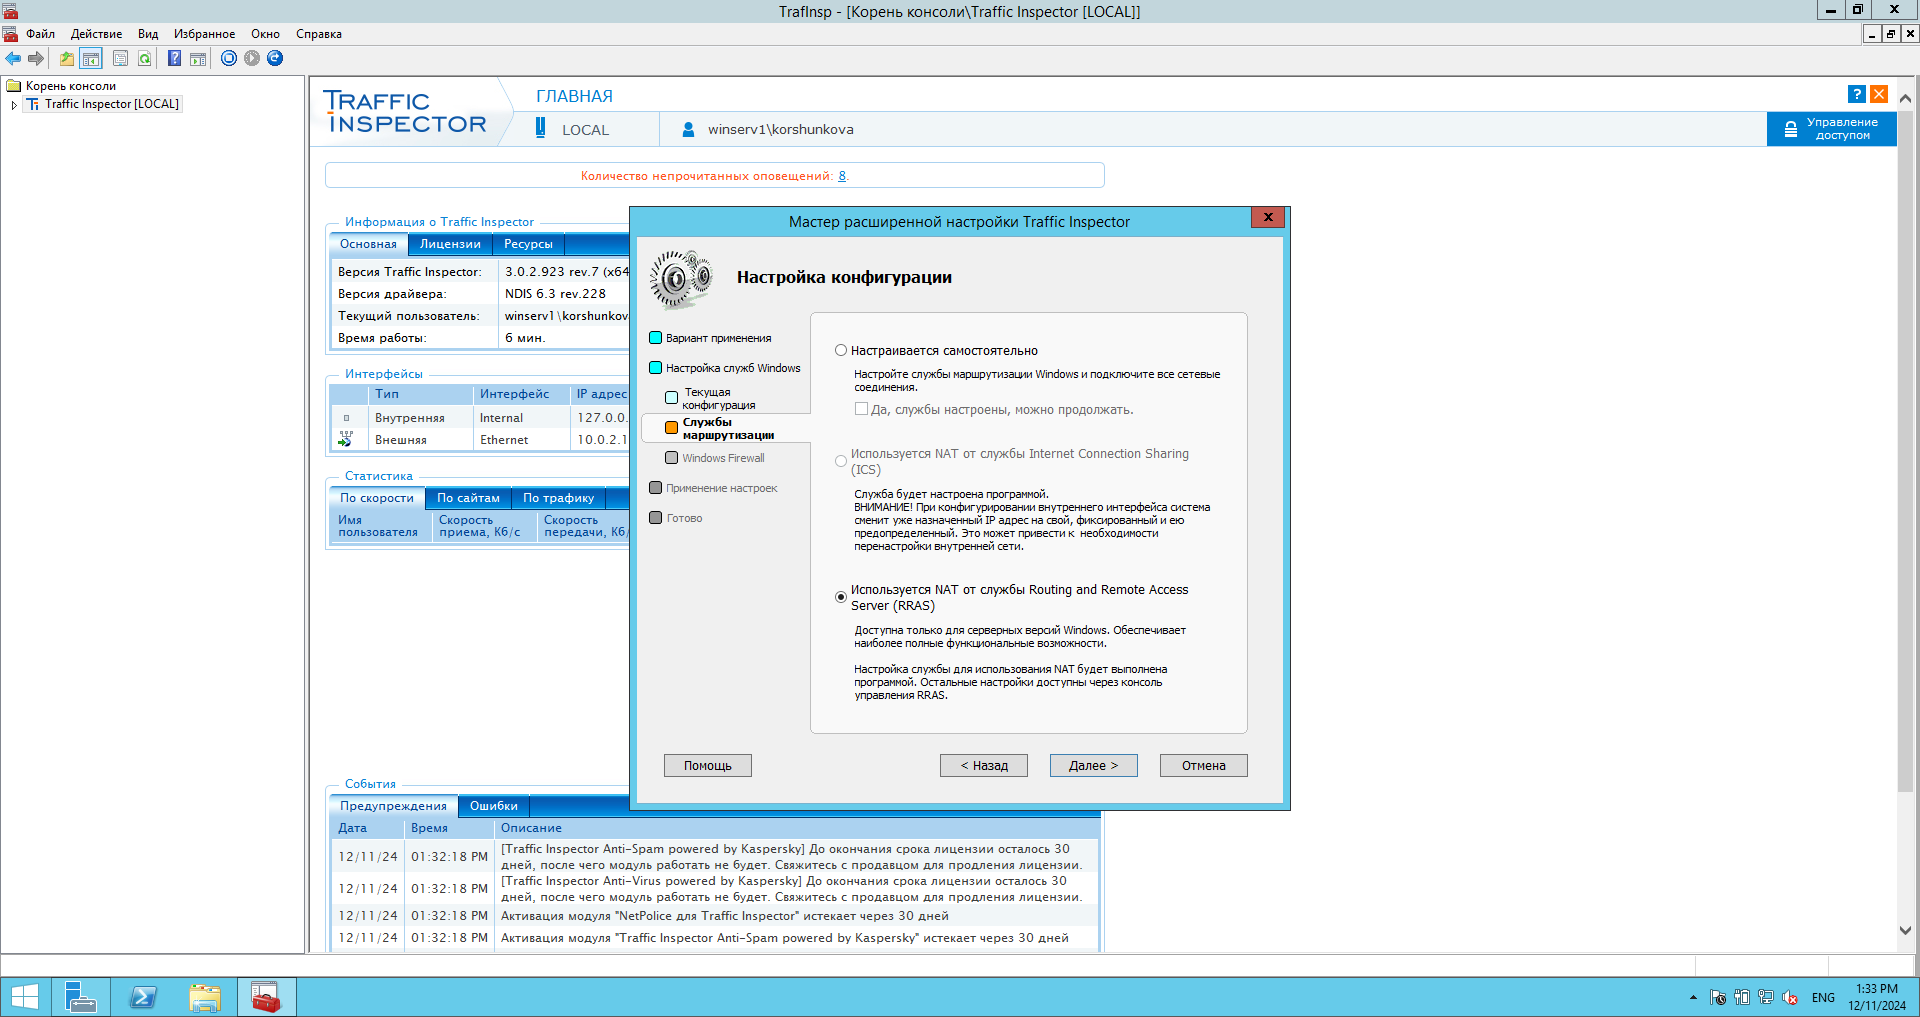 TrafInsp - [Корень консоли\Traffic Inspector [LOCAL]]
Файл Действие Вид Избранное Окно Справка
Корень консоли
Traffic Inspector [LOCAL]
TRAFFIC
INSPECTOR
ГЛАВНАЯ
LOCAL
winserv1\korshunkova
Управление
доступом
Количество непрочитанных оповещений: 8.
Информация о Traffic Inspector
Основная Лицензии Ресурсы
Версия Traffic Inspector: 3.0.2.923 rev.7 (x64
Версия драйвера: NDIS 6.3 rev.228
Текущий пользователь: winserv1\korshunkov
Время работы: 6 мин.
Интерфейсы
Тип Интерфейс IP адрес
Внутренняя Internal 127.0.0.
Внешняя Ethernet 10.0.2.1
Статистика
По скорости По сайтам По трафику
Имя
пользователя
Скорость
приема, Кб/с
Скорость
передачи, Кб/
События
Предупреждения Ошибки
Дата Время Описание
12/11/24 01:32:18 PM [Traffic Inspector Anti-Spam powered by Kaspersky] До окончания срока лицензии осталось 30
дней, после чего модуль работать не будет. Свяжитесь с продавцом для продления лицензии.
12/11/24 01:32:18 PM [Traffic Inspector Anti-Virus powered by Kaspersky] До окончания срока лицензии осталось 30
дней, после чего модуль работать не будет. Свяжитесь с продавцом для продления лицензии.
12/11/24 01:32:18 PM Активация модуля "NetPolice для Traffic Inspector" истекает через 30 дней
12/11/24 01:32:18 PM Активация модуля "Traffic Inspector Anti-Spam powered by Kaspersky" истекает через 30 дней
Мастер расширенной настройки Traffic Inspector
Настройка конфигурации
Вариант применения
Настройка служб Windows
Текущая
конфигурация
Службы
маршрутизации
Windows Firewall
Применение настроек
Готово
Настраивается самостоятельно
Настройте службы маршрутизации Windows и подключите все сетевые
соединения.
Да, службы настроены, можно продолжать.
Используется NAT от службы Internet Connection Sharing
(ICS)
Служба будет настроена программой.
ВНИМАНИЕ! При конфигурировании внутреннего интерфейса система
сменит уже назначенный IP адрес на свой, фиксированный и ею
предопределенный. Это может привести к необходимости
перенастройки внутренней сети.
Используется NAT от службы Routing and Remote Access
Server (RRAS)
Доступна только для серверных версий Windows. Обеспечивает
наиболее полные функциональные возможности.
Настройка службы для использования NAT будет выполнена
программой. Остальные настройки доступны через консоль
управления RRAS.
Помощь < Назад Далее > Отмена
ENG
1:33 PM
12/11/2024